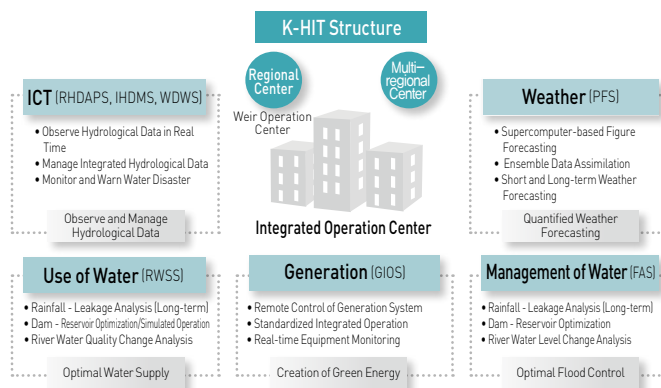 K-HIT Structure
Regional
Center
Multi-
regional
Center
Weir Operation
Center
Integrated Operation Center
ICT (RHDAPS, IHDMS, WDWS)
• Observe Hydrological Data in Real
Time
• Manage Integrated Hydrological Data
• Monitor and Warn Water Disaster
Observe and Manage
Hydrological Data
Weather (PFS)
• Supercomputer-based Figure
Forecasting
• Ensemble Data Assimilation
• Short and Long-term Weather
Forecasting
Quantified Weather
Forecasting
Use of Water (RWSS)
• Rainfall - Leakage Analysis (Long-term)
• Dam - Reservoir Optimization/Simulated Operation
• River Water Quality Change Analysis
Optimal Water Supply
Generation (GIOS)
• Remote Control of Generation System
• Standardized Integrated Operation
• Real-time Equipment Monitoring
Creation of Green Energy
Management of Water (FAS)
• Rainfall - Leakage Analysis (Long-term)
• Dam - Reservoir Optimization
• River Water Level Change Analysis
Optimal Flood Control